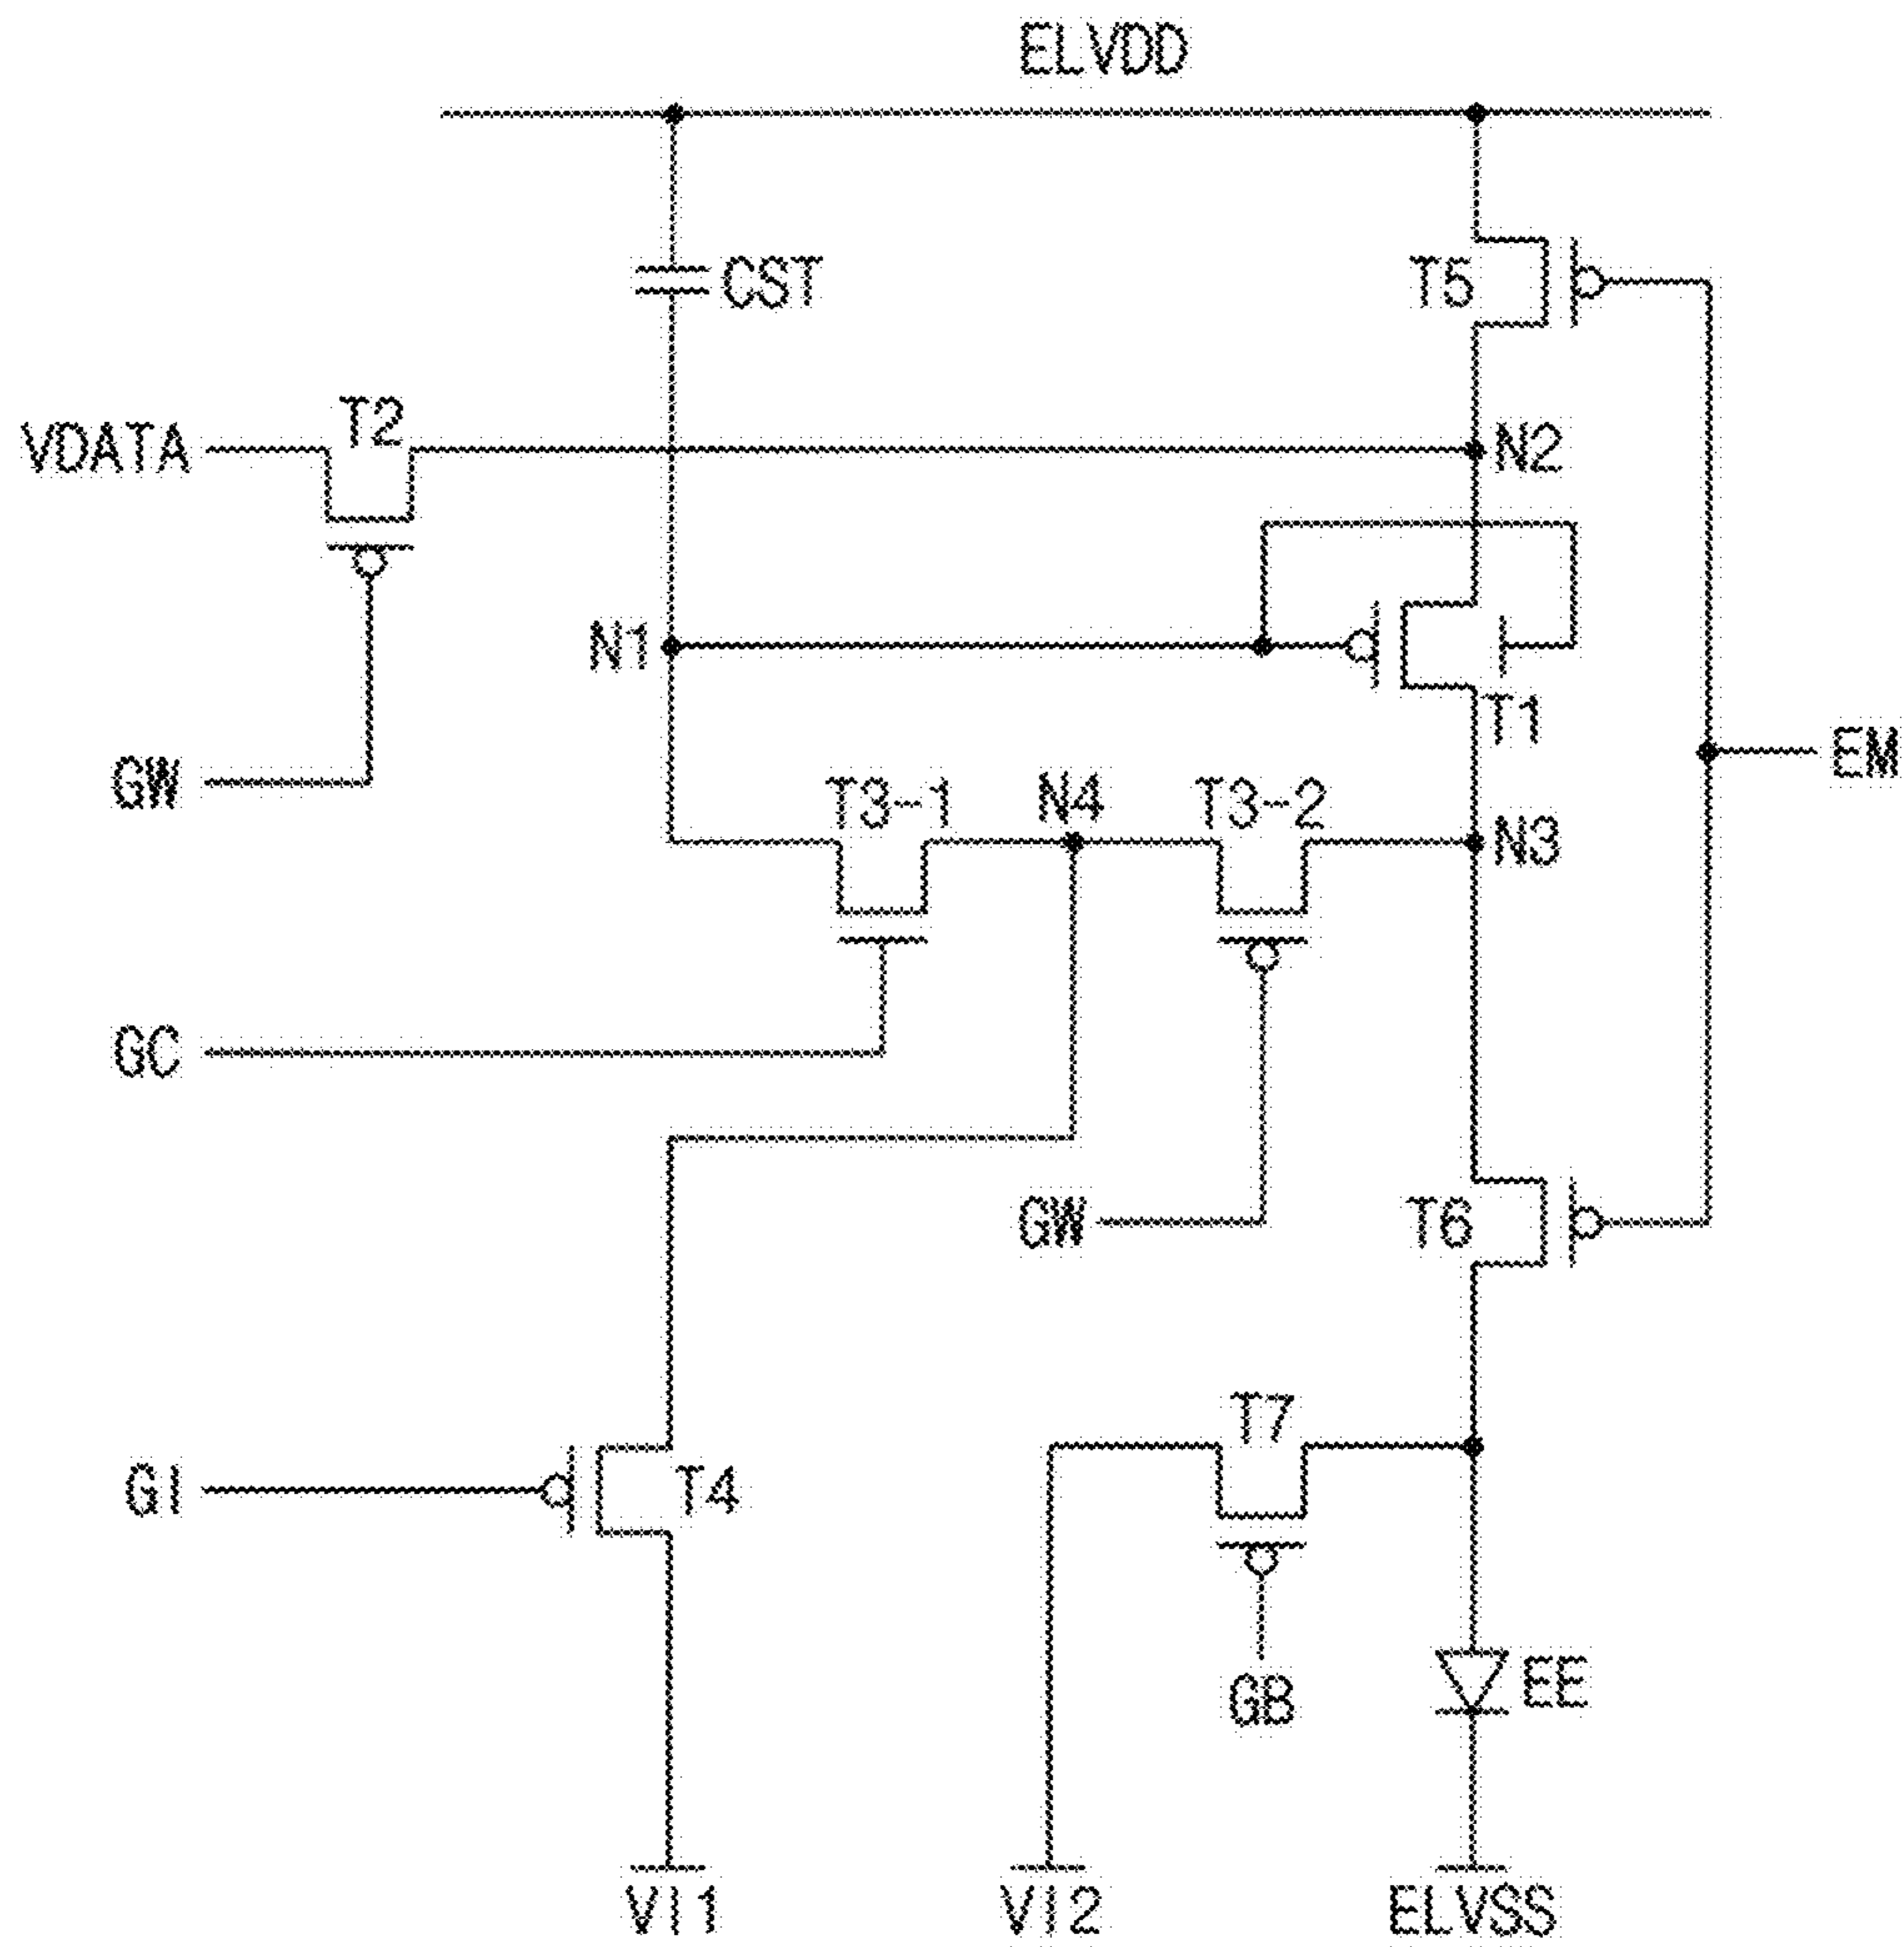 ELVDD
CST
T5
VDATA
T2
N2
N1
T1
EM
GW
T3-1
N4
T3-2
N3
GC
GW
T6
T7
GI
T4
GB
EE
VI1
VI2
ELVSS